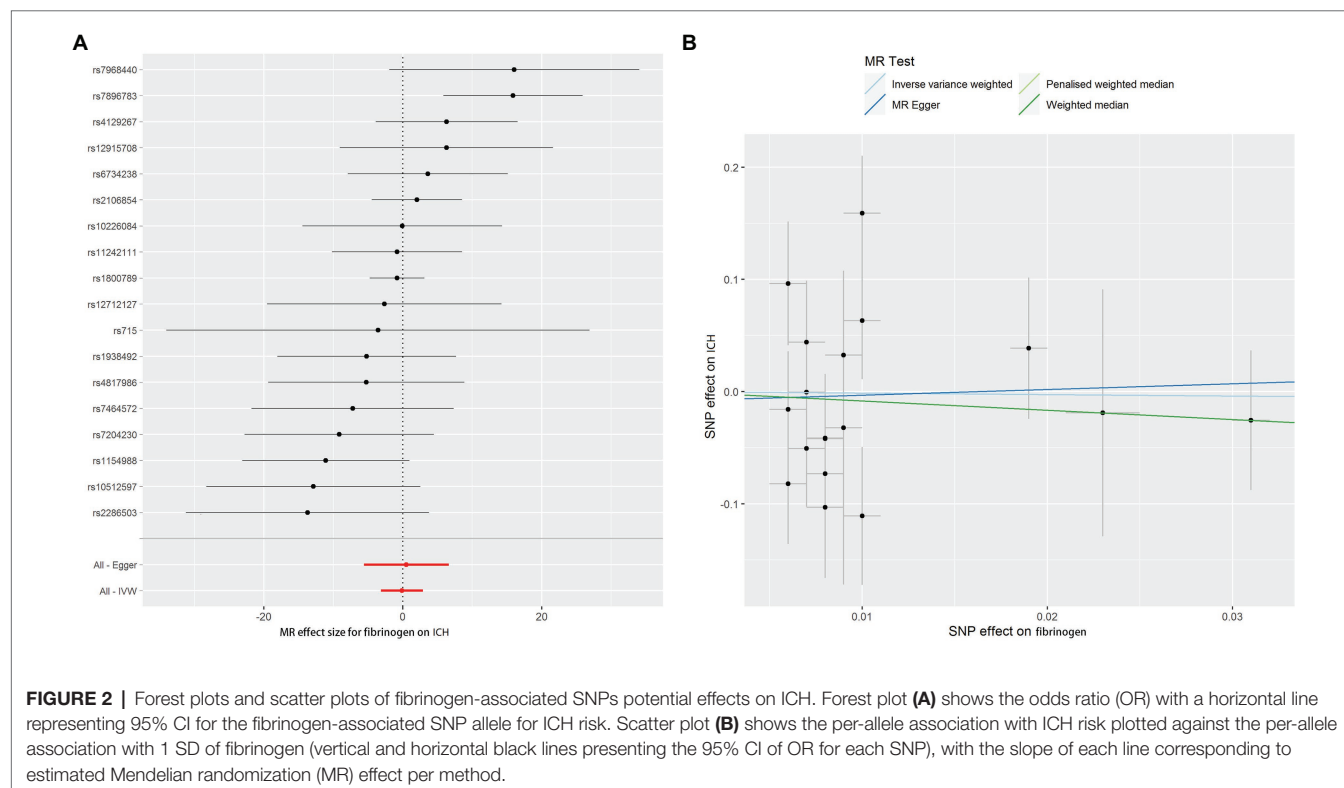 A
rs7968440
rs7896783
rs4129267
rs12915708
rs6734238
rs2106854
rs10226084
rs11242111
rs1800789
rs12712127
rs715
rs1938492
rs4817986
rs7464572
rs7204230
rs1154988
rs10512597
rs2286503
All - Egger
All - IVW
-20
0
20
MR effect size for fibrinogen on ICH
B
MR Test
Inverse variance weighted
Penalised weighted median
MR Egger
Weighted median
0.2
0.1
0.0
-0.1
SNP effect on ICH
0.01
0.02
0.03
SNP effect on fibrinogen
FIGURE 2 | Forest plots and scatter plots of fibrinogen-associated SNPs potential effects on ICH. Forest plot (A) shows the odds ratio (OR) with a horizontal line
representing 95% CI for the fibrinogen-associated SNP allele for ICH risk. Scatter plot (B) shows the per-allele association with ICH risk plotted against the per-allele
association with 1 SD of fibrinogen (vertical and horizontal black lines presenting the 95% CI of OR for each SNP), with the slope of each line corresponding to
estimated Mendelian randomization (MR) effect per method.